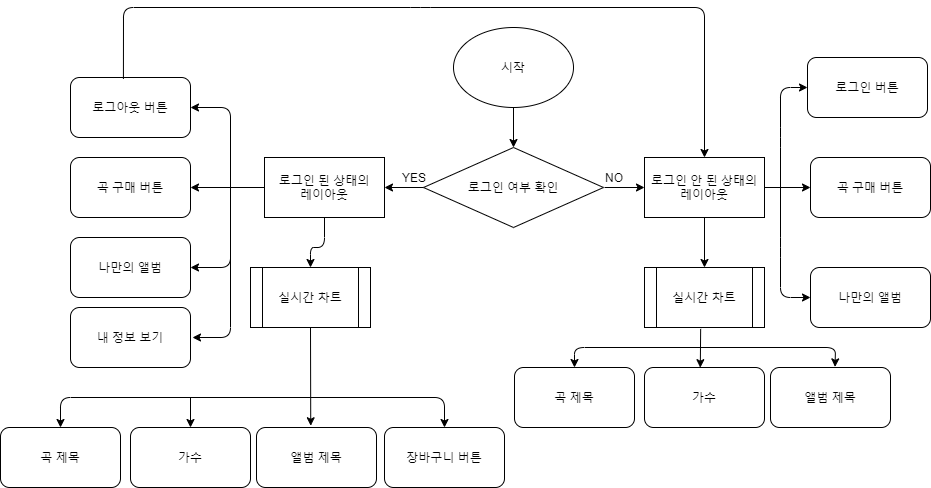 시작
로그아웃 버튼
로그인 버튼
곡 구매 버튼
로그인 된 상태의
레이아웃
YES
로그인 여부 확인
NO
로그인 안 된 상태의
레이아웃
곡 구매 버튼
나만의 앨범
실시간 차트
실시간 차트
나만의 앨범
내 정보 보기
곡 제목
가수
앨범 제목
곡 제목
가수
앨범 제목
장바구니 버튼